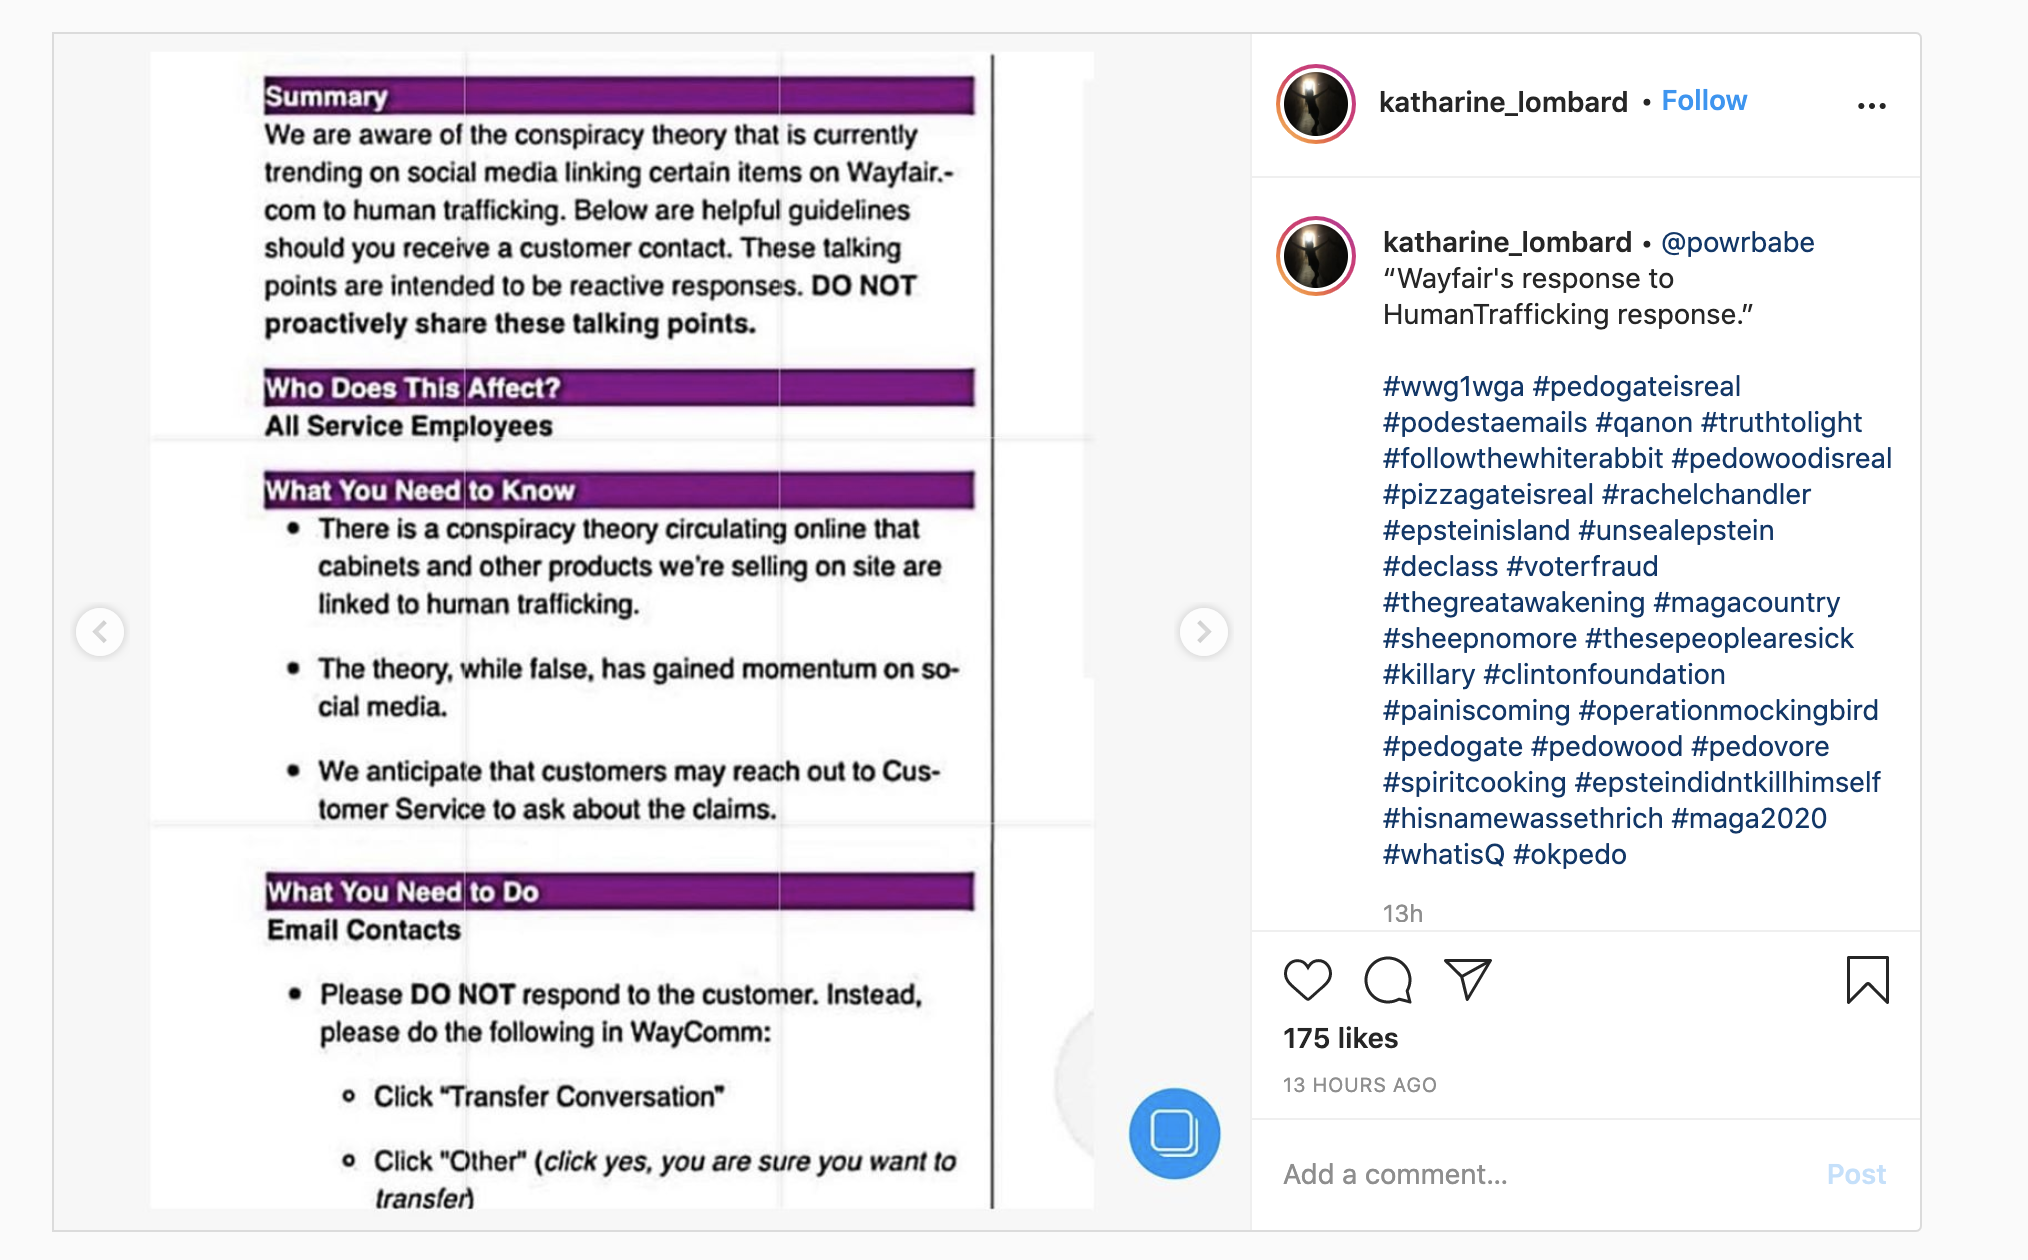 Summary
We are aware of the conspiracy theory that is currently
trending on social media linking certain items on Wayfair.-
com to human trafficking. Below are helpful guidelines
should you receive a customer contact. These talking
points are intended to be reactive responses. DO NOT
proactively share these talking points.
Who Does This Affect?
All Service Employees
What You Need to Know
• There is a conspiracy theory circulating online that
cabinets and other products we're selling on site are
linked to human trafficking.
• The theory, while false, has gained momentum on so-
cial media.
• We anticipate that customers may reach out to Cus-
tomer Service to ask about the claims.
What You Need to Do
Email Contacts
• Please DO NOT respond to the customer. Instead,
please do the following in WayComm:
o Click "Transfer Conversation"
o Click "Other" (click yes, you are sure you want to
transfer)
katharine_lombard • Follow
katharine_lombard • @powrbabe
“Wayfair's response to
HumanTrafficking response.”
#wwg1wga #pedogateisreal
#podestaemails #qanon #truthtolight
#followthewhiterabbit #pedowoodisreal
#pizzagateisreal #rachelchandler
#epsteinisland #unsealepstein
#declass #voterfraud
#thegreatawakening #magacountry
#sheepnomore #thesepeoplearesick
#killary #clintonfoundation
#painiscoming #operationmockingbird
#pedogate #pedowood #pedovore
#spiritcooking #epsteindidntkillhimself
#hisnamewassethrich #maga2020
#whatisQ #okpedo
13h
175 likes
13 HOURS AGO
Add a comment...
Post